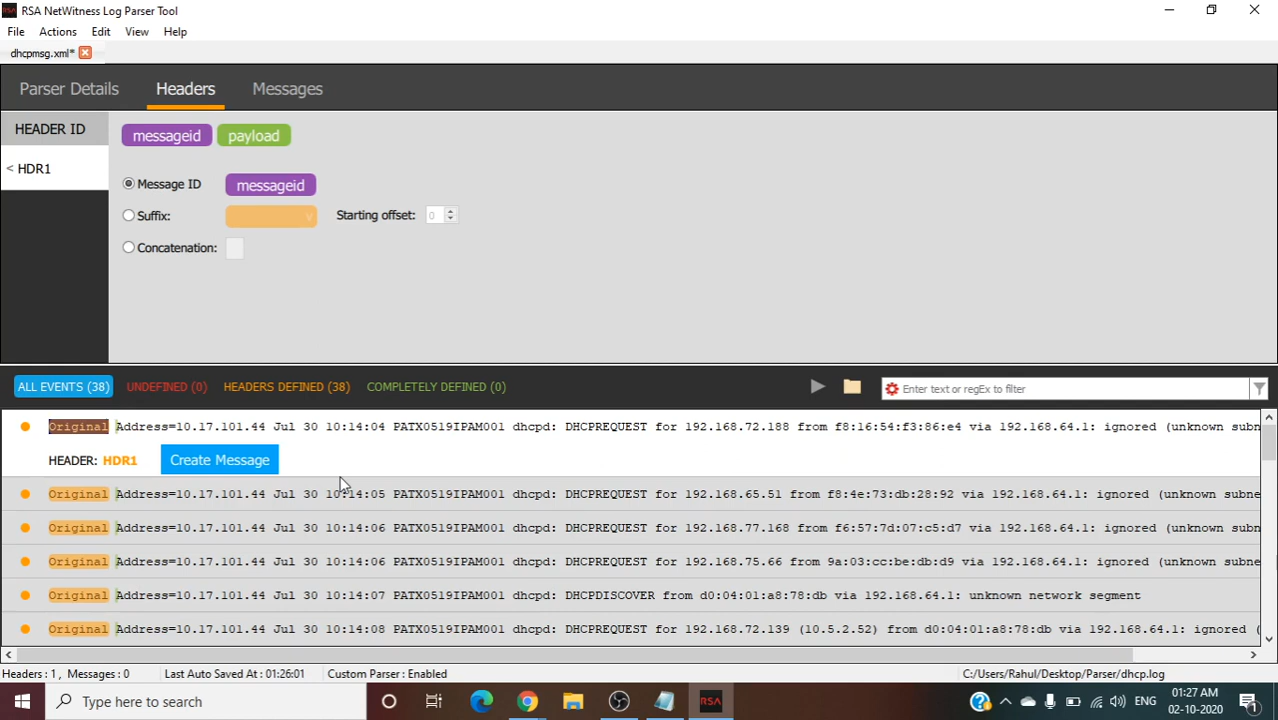 RSA RSA NetWitness Log Parser Tool
File Actions Edit View Help
dhcpmsg.xml*
Parser Details Headers Messages
HEADER ID messageid payload
< HDR1
Message ID messageid
Suffix: Starting offset: 0
Concatenation:
ALL EVENTS (38) UNDEFINED (0) HEADERS DEFINED (38) COMPLETELY DEFINED (0) Enter text or regEx to filter
Original Address=10.17.101.44 Jul 30 10:14:04 PATX0519IPAM001 dhcpd: DHCPREQUEST for 192.168.72.188 from f8:16:54:f3:86:e4 via 192.168.64.1: ignored (unknown subn
HEADER: HDR1 Create Message
Original Address=10.17.101.44 Jul 30 10:14:05 PATX0519IPAM001 dhcpd: DHCPREQUEST for 192.168.65.51 from f8:4e:73:db:28:92 via 192.168.64.1: ignored (unknown subne
Original Address=10.17.101.44 Jul 30 10:14:06 PATX0519IPAM001 dhcpd: DHCPREQUEST for 192.168.77.168 from f6:57:7d:07:c5:d7 via 192.168.64.1: ignored (unknown subn
Original Address=10.17.101.44 Jul 30 10:14:06 PATX0519IPAM001 dhcpd: DHCPREQUEST for 192.168.75.66 from 9a:03:cc:be:db:d9 via 192.168.64.1: ignored (unknown subne
Original Address=10.17.101.44 Jul 30 10:14:07 PATX0519IPAM001 dhcpd: DHCPDISCOVER from d0:04:01:a8:78:db via 192.168.64.1: unknown network segment
Original Address=10.17.101.44 Jul 30 10:14:08 PATX0519IPAM001 dhcpd: DHCPREQUEST for 192.168.72.139 (10.5.2.52) from d0:04:01:a8:78:db via 192.168.64.1: ignored (
Headers : 1 , Messages : 0 Last Auto Saved At : 01:26:01 Custom Parser : Enabled C:/Users/Rahul/Desktop/Parser/dhcp.log
Type here to search RSA ENG 01:27 AM
02-10-2020 1